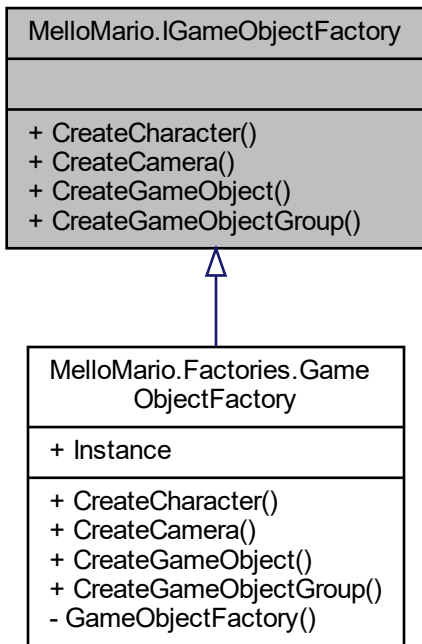 MelloMario.IGameObjectFactory
+ CreateCharacter()
+ CreateCamera()
+ CreateGameObject()
+ CreateGameObjectGroup()
MelloMario.Factories.Game
ObjectFactory
+ Instance
+ CreateCharacter()
+ CreateCamera()
+ CreateGameObject()
+ CreateGameObjectGroup()
- GameObjectFactory()